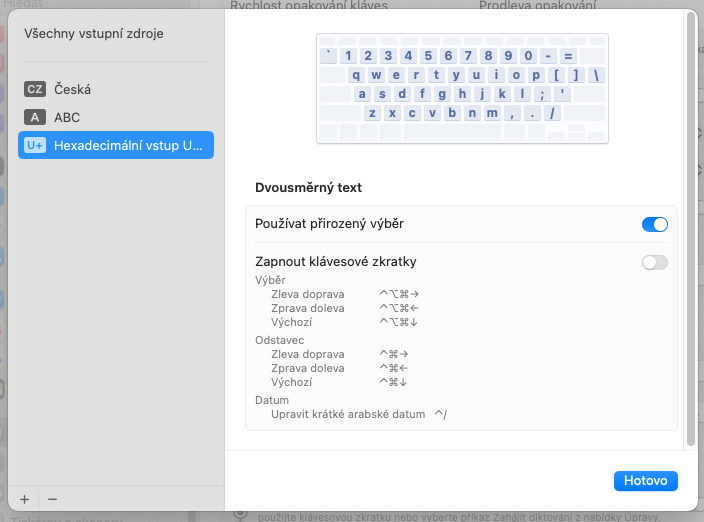 Hledat
Rychlost opakování kláves
Prodleva opakování
Všechny vstupní zdroje
CZ Česká
A ABC
U+ Hexadecimální vstup U...
` 1 2 3 4 5 6 7 8 9 0 - =
q w e r t y u i o p [ ] \
a s d f g h j k l ; '
z x c v b n m , . /
Dvousměrný text
Používat přirozený výběr
Zapnout klávesové zkratky
Výběr
Zleva doprava ^⌥⌘→
Zprava doleva ^⌥⌘←
Výchozí ^⌥⌘↓
Odstavec
Zleva doprava ^⌘→
Zprava doleva ^⌘←
Výchozí ^⌘↓
Datum
Upravit krátké arabské datum ^/
+ −
Hotovo
použijte klávesovou zkratku nebo vyberte příkaz Zahájit diktování z nabídky Úpravy.
Tiskárny a skenery